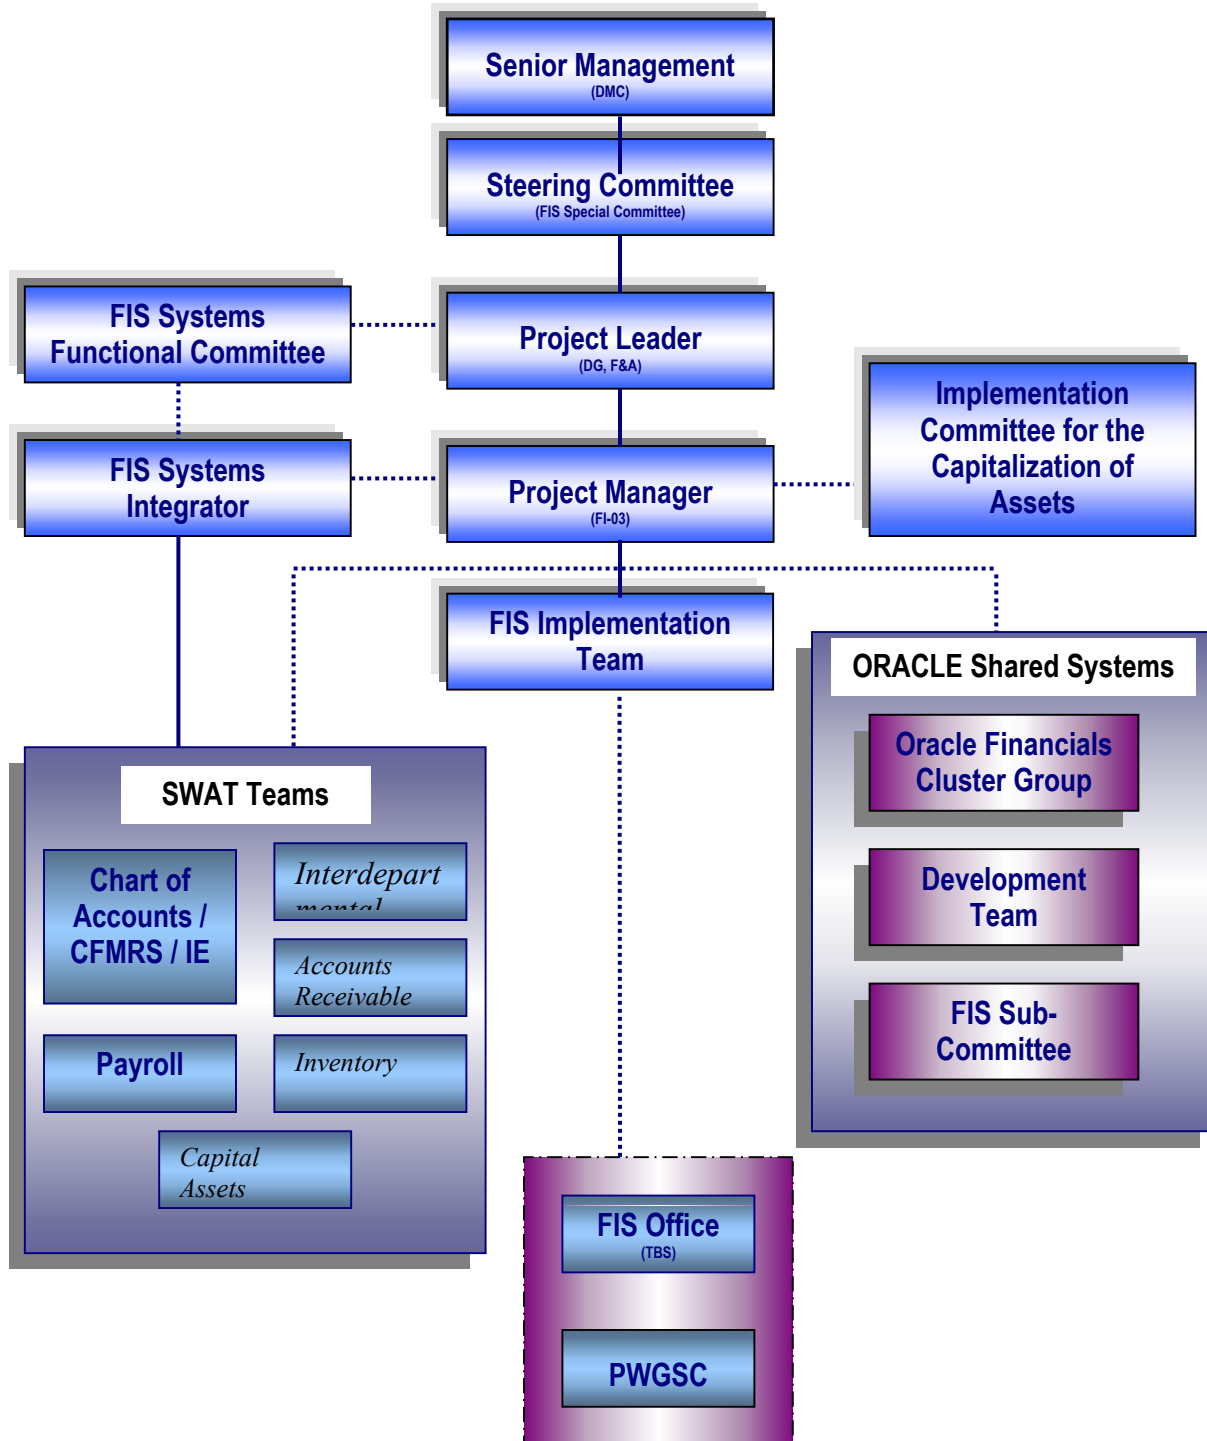 Senior Management
(DMC)
Steering Committee
(FIS Special Committee)
FIS Systems
Functional Committee
Project Leader
(DG, F&A)
Implementation
Committee for the
Capitalization of
Assets
FIS Systems
Integrator
Project Manager
(FI-03)
FIS Implementation
Team
ORACLE Shared Systems
Oracle Financials
Cluster Group
Development
Team
FIS Sub-
Committee
SWAT Teams
Chart of
Accounts /
CFMRS / IE
Interdepart
mental
Accounts
Receivable
Payroll
Inventory
Capital
Assets
FIS Office
(TBS)
PWGSC